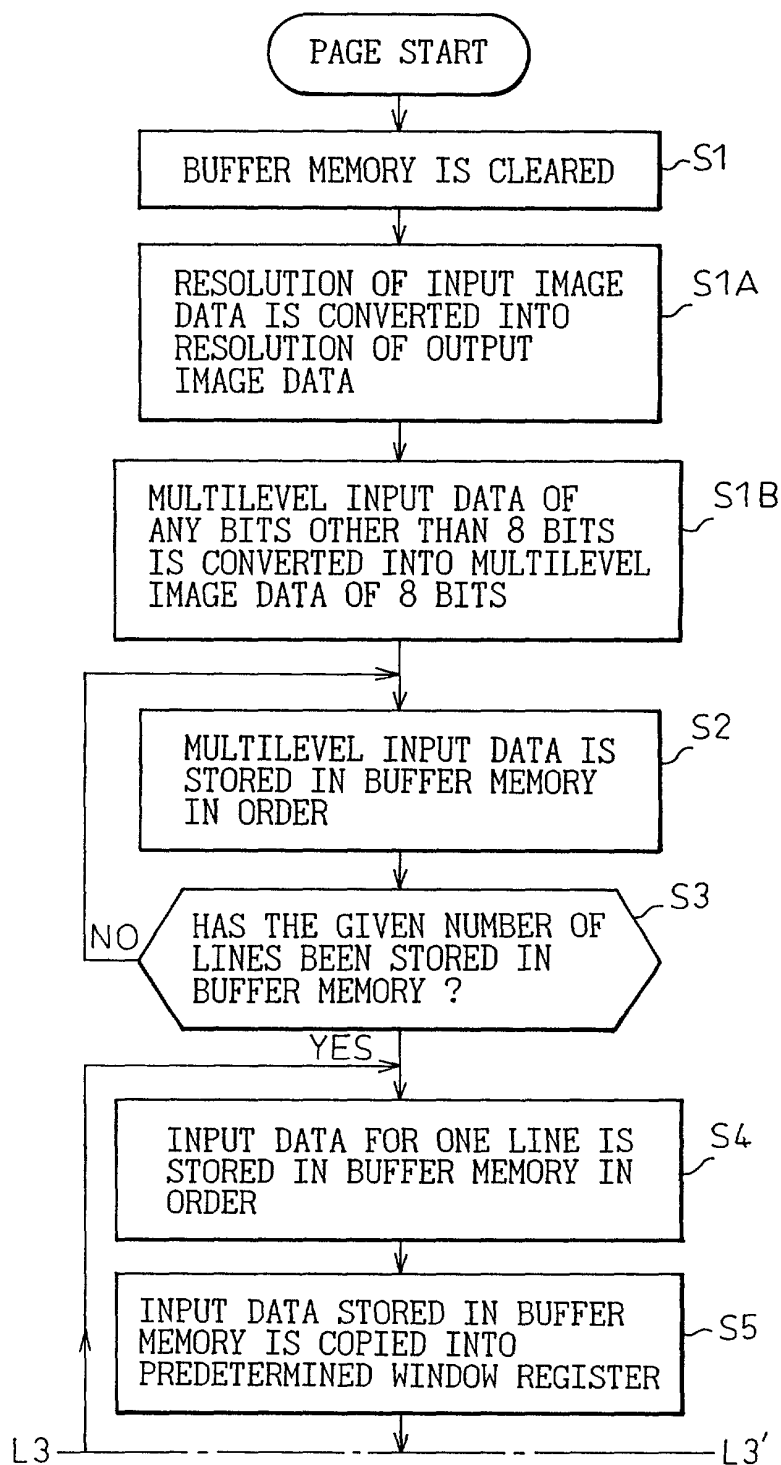 PAGE START
BUFFER MEMORY IS CLEARED
S1
RESOLUTION OF INPUT IMAGE
DATA IS CONVERTED INTO
RESOLUTION OF OUTPUT
IMAGE DATA
S1A
MULTILEVEL INPUT DATA OF
ANY BITS OTHER THAN 8 BITS
IS CONVERTED INTO MULTILEVEL
IMAGE DATA OF 8 BITS
S1B
MULTILEVEL INPUT DATA IS
STORED IN BUFFER MEMORY
IN ORDER
S2
HAS THE GIVEN NUMBER OF
LINES BEEN STORED IN
BUFFER MEMORY ?
S3
NO
YES
INPUT DATA FOR ONE LINE IS
STORED IN BUFFER MEMORY IN
ORDER
S4
INPUT DATA STORED IN BUFFER
MEMORY IS COPIED INTO
PREDETERMINED WINDOW REGISTER
S5
L3
L3'